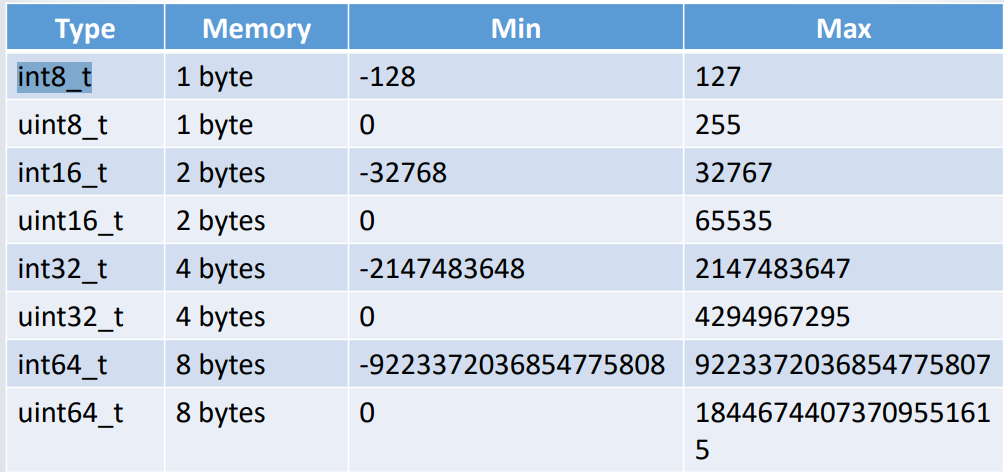 Type Memory Min Max
int8_t 1 byte -128 127
uint8_t 1 byte 0 255
int16_t 2 bytes -32768 32767
uint16_t 2 bytes 0 65535
int32_t 4 bytes -2147483648 2147483647
uint32_t 4 bytes 0 4294967295
int64_t 8 bytes -9223372036854775808 9223372036854775807
uint64_t 8 bytes 0 1844674407370955161
5